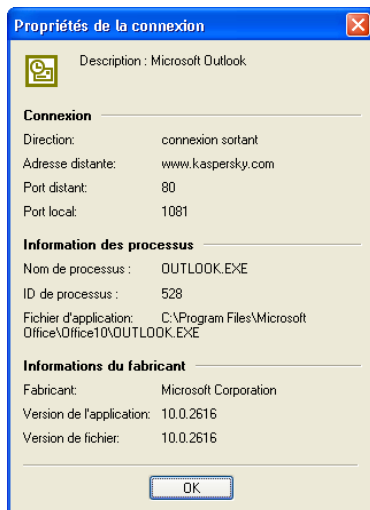 Propriétés de la connexion
Description : Microsoft Outlook
Connexion
Direction: connexion sortant
Adresse distante: www.kaspersky.com
Port distant: 80
Port local: 1081
Information des processus
Nom de processus : OUTLOOK.EXE
ID de processus : 528
Fichier d'application: C:\Program Files\Microsoft
Office\Office10\OUTLOOK.EXE
Informations du fabricant
Fabricant: Microsoft Corporation
Version de l'application: 10.0.2616
Version de fichier: 10.0.2616
OK